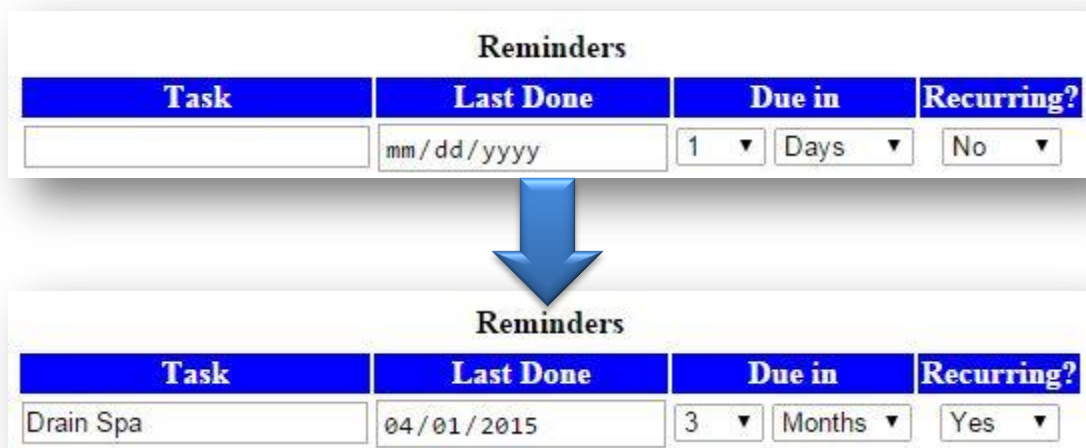 Reminders
Task Last Done Due in Recurring?
mm/dd/yyyy 1 Days No
Reminders
Task Last Done Due in Recurring?
Drain Spa 04/01/2015 3 Months Yes